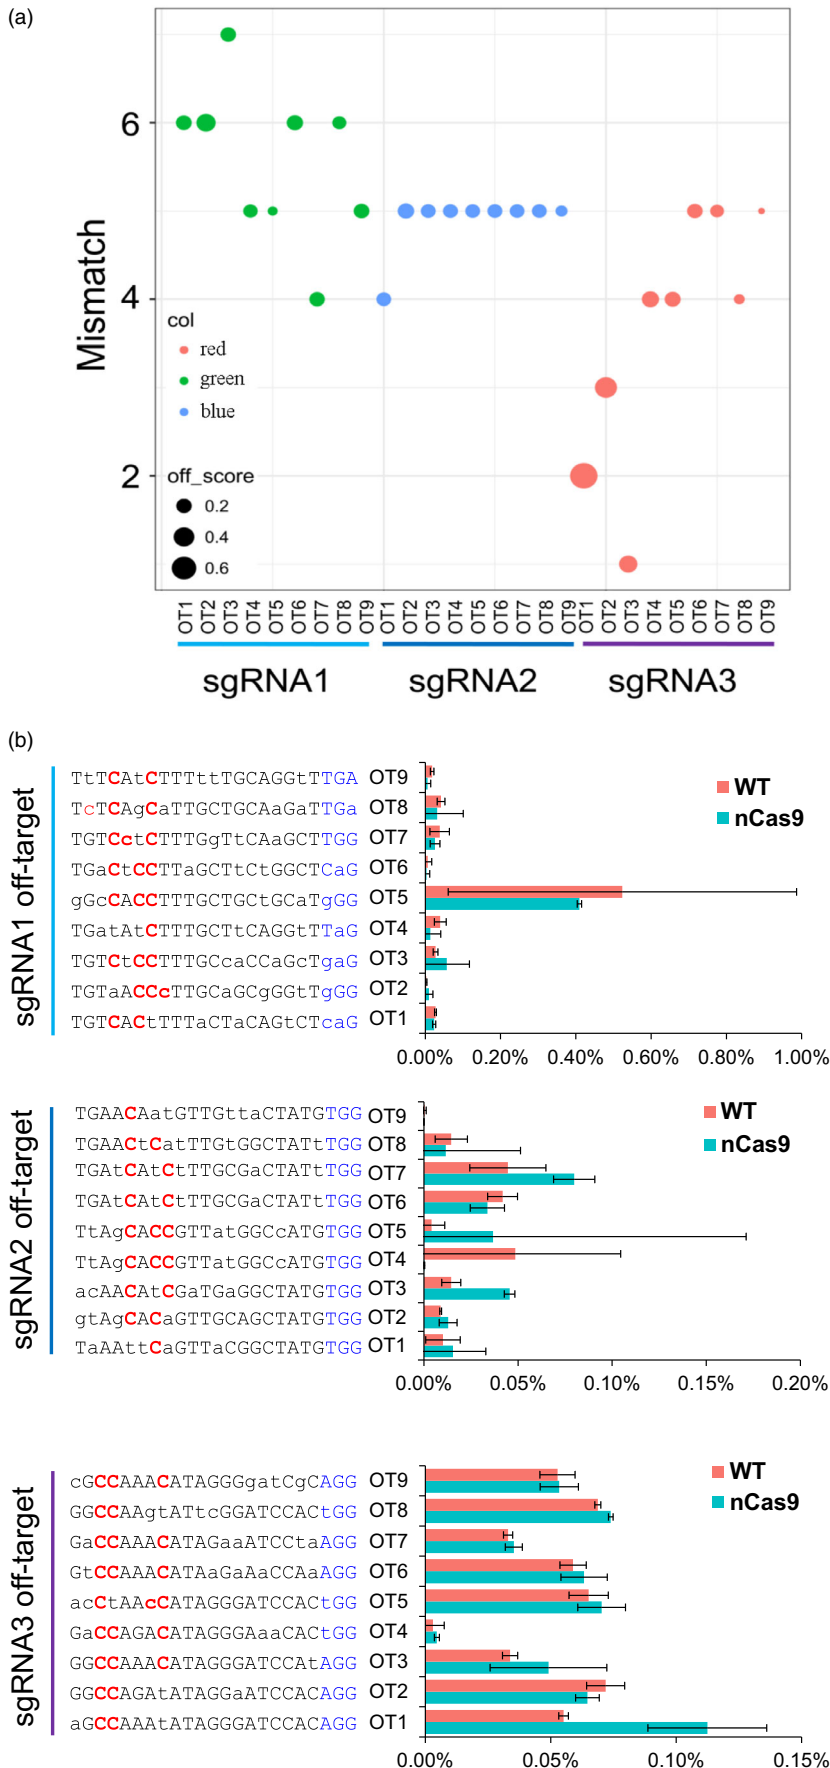 (a)
Mismatch
6
4
2
col
red
green
blue
off_score
0.2
0.4
0.6
OT1 OT2 OT3 OT4 OT5 OT6 OT7 OT8 OT9 OT1 OT2 OT3 OT4 OT5 OT6 OT7 OT8 OT9 OT1 OT2 OT3 OT4 OT5 OT6 OT7 OT8 OT9
sgRNA1 sgRNA2 sgRNA3
(b)
sgRNA1 off-target
TtTCAtCTTTttTGCAGGtTTGA OT9
TcTCAgCaTTGCTGCAaGaTTGa OT8
TGTCctCTTTGgTtCAaGCTTGG OT7
TGaCtCCTTaGCTtCtGGCTCaG OT6
gGcCACCTTTGCTGCtGCaTgGG OT5
TGatAtCTTTGCTtCAGGtTTaG OT4
TGTCtCCTTTGCcaCCAGcTgaG OT3
TGTaACCcTTGCAGCgGGtTgGG OT2
TGTCACtTTTaCTaCAGtCTcaG OT1
WT
nCas9
0.00% 0.20% 0.40% 0.60% 0.80% 1.00%
sgRNA2 off-target
TGAACAatGTTGttaCTATGTGG OT9
TGAACtCatTTGtGGCTATtTGG OT8
TGAtCAtCtTTGCGaCTATtTGG OT7
TGAtCAtCtTTGCGaCTATtTGG OT6
TtAgCACCGTTatGGCcATGTGG OT5
TtAgCACCGTTatGGCcATGTGG OT4
acAACAtCGaTGaGGCTATGTGG OT3
gtAgCACaGTTGCAGCTATGTGG OT2
TaAAttCaGTTaCGGCTATGTGG OT1
WT
nCas9
0.00% 0.05% 0.10% 0.15% 0.20%
sgRNA3 off-target
cGCCAAACATAGGGgatCgCAGG OT9
GGCCAAgtATtcGGATCCACtGG OT8
GaCCAAACATAGaaATCCtaAGG OT7
GtCCAAACATAaGaAaCCAaAGG OT6
acCtAAcCATAGGGATCCACtGG OT5
GaCCAGACATAGGGAaaCACtGG OT4
GGCCAAACATAGGGATCCAtAGG OT3
GGCCAGAtATAGGaATCCACAGG OT2
aGCCAAAtATAGGGATCCACAGG OT1
WT
nCas9
0.00% 0.05% 0.10% 0.15%